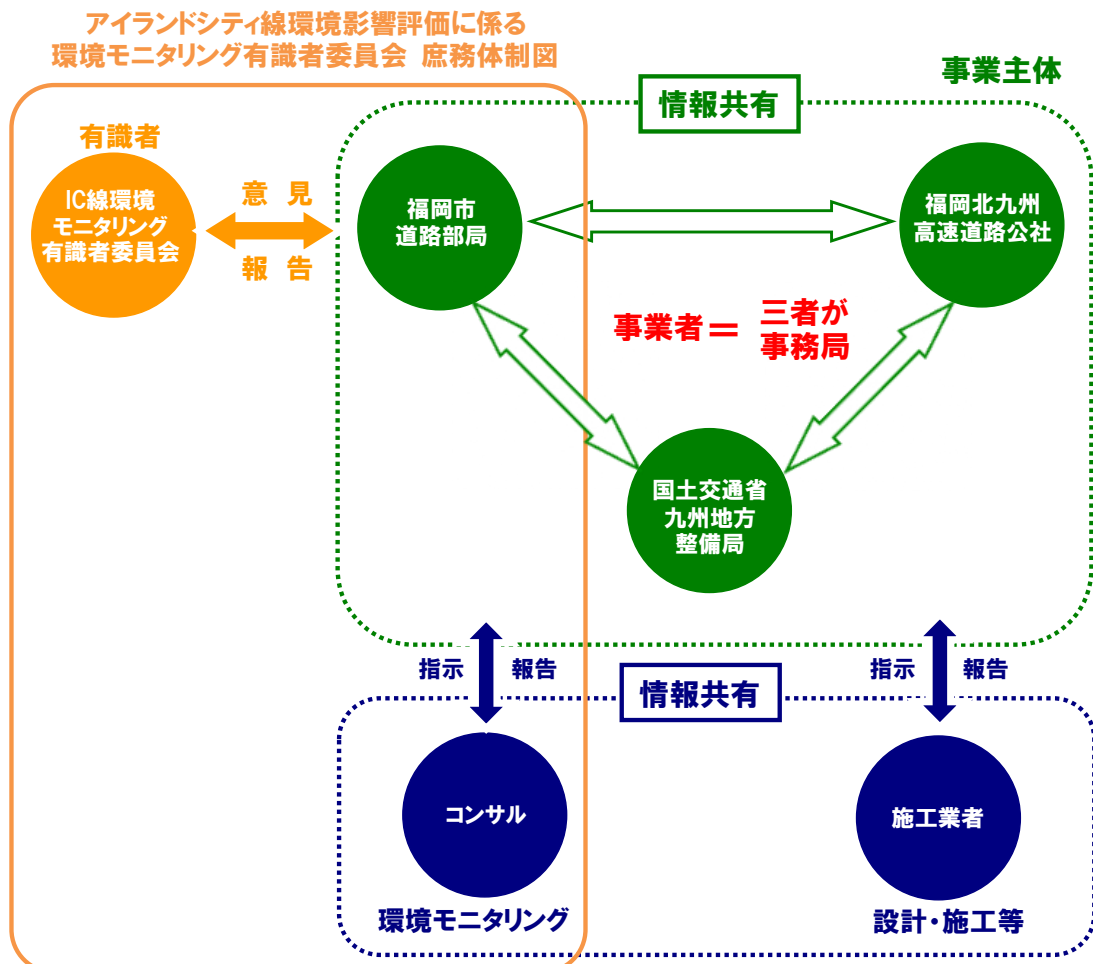 アイランドシティ線環境影響評価に係る
環境モニタリング有識者委員会 庶務体制図
事業主体
情報共有
有識者
IC線環境
モニタリング
有識者委員会
意 見
報 告
福岡市
道路部局
福岡北九州
高速道路公社
事業者＝ 三者が
事務局
国土交通省
九州地方
整備局
指示 報告
指示 報告
情報共有
コンサル
施工業者
環境モニタリング
設計・施工等